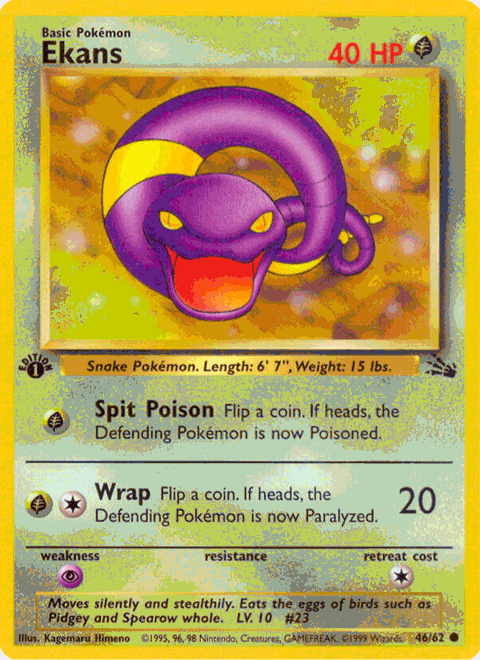 Basic Pokémon
Ekans 40 HP
EDITION
1
Snake Pokémon. Length: 6' 7", Weight: 15 lbs.
Spit Poison Flip a coin. If heads, the
Defending Pokémon is now Poisoned.
Wrap Flip a coin. If heads, the
Defending Pokémon is now Paralyzed.
20
weakness resistance retreat cost
Moves silently and stealthily. Eats the eggs of birds such as
Pidgey and Spearow whole. LV. 10 #23
Illus. Kagemaru Himeno ©1995, 96, 98 Nintendo, Creatures, GAMEFREAK. ©1999 Wizards. 46/62